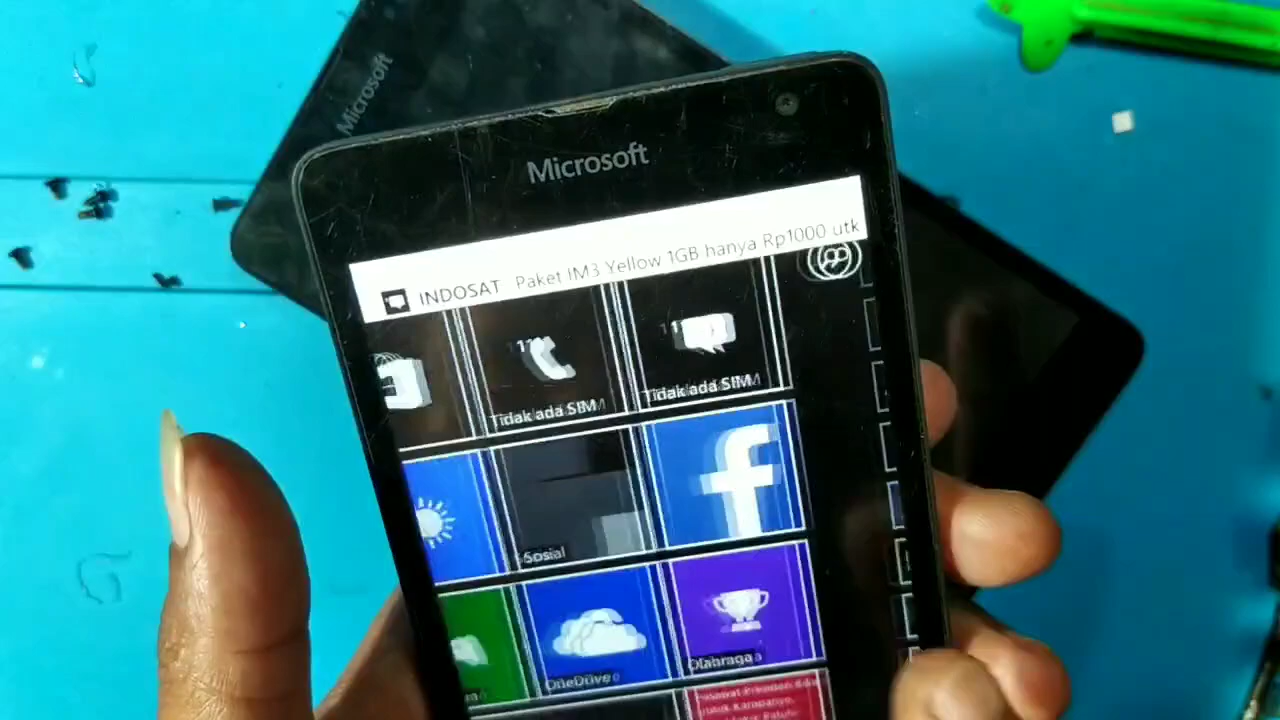 Microsoft
Microsoft
INDOSAT Paket IM3 Yellow 1GB hanya Rp1000 utk
Tidak ada SIM
Tidak ada SIM
Sosial
OneDrive
Olahraga